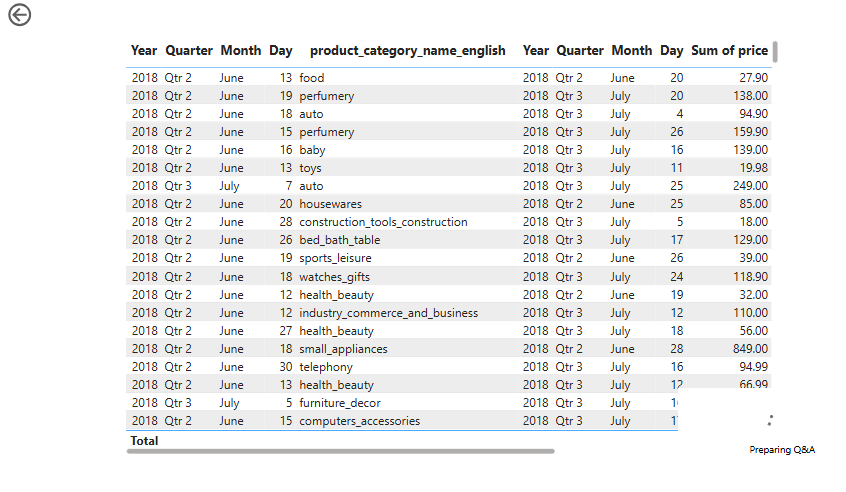 Year Quarter Month Day product_category_name_english Year Quarter Month Day Sum of price
2018 Qtr 2 June 13 food 2018 Qtr 2 June 20 27.90
2018 Qtr 2 June 19 perfumery 2018 Qtr 3 July 20 138.00
2018 Qtr 2 June 18 auto 2018 Qtr 3 July 4 94.90
2018 Qtr 2 June 15 perfumery 2018 Qtr 3 July 26 159.90
2018 Qtr 2 June 16 baby 2018 Qtr 3 July 16 139.00
2018 Qtr 2 June 13 toys 2018 Qtr 3 July 11 19.98
2018 Qtr 3 July 7 auto 2018 Qtr 3 July 25 249.00
2018 Qtr 2 June 20 housewares 2018 Qtr 2 June 25 85.00
2018 Qtr 2 June 28 construction_tools_construction 2018 Qtr 3 July 5 18.00
2018 Qtr 2 June 26 bed_bath_table 2018 Qtr 3 July 17 129.00
2018 Qtr 2 June 19 sports_leisure 2018 Qtr 2 June 26 39.00
2018 Qtr 2 June 18 watches_gifts 2018 Qtr 3 July 24 118.90
2018 Qtr 2 June 12 health_beauty 2018 Qtr 2 June 19 32.00
2018 Qtr 2 June 12 industry_commerce_and_business 2018 Qtr 3 July 12 110.00
2018 Qtr 2 June 27 health_beauty 2018 Qtr 3 July 18 56.00
2018 Qtr 2 June 18 small_appliances 2018 Qtr 2 June 28 849.00
2018 Qtr 2 June 30 telephony 2018 Qtr 3 July 16 94.99
2018 Qtr 2 June 13 health_beauty 2018 Qtr 3 July 12 66.99
2018 Qtr 3 July 5 furniture_decor 2018 Qtr 3 July
2018 Qtr 2 June 15 computers_accessories 2018 Qtr 3 July
Total
Preparing Q&A